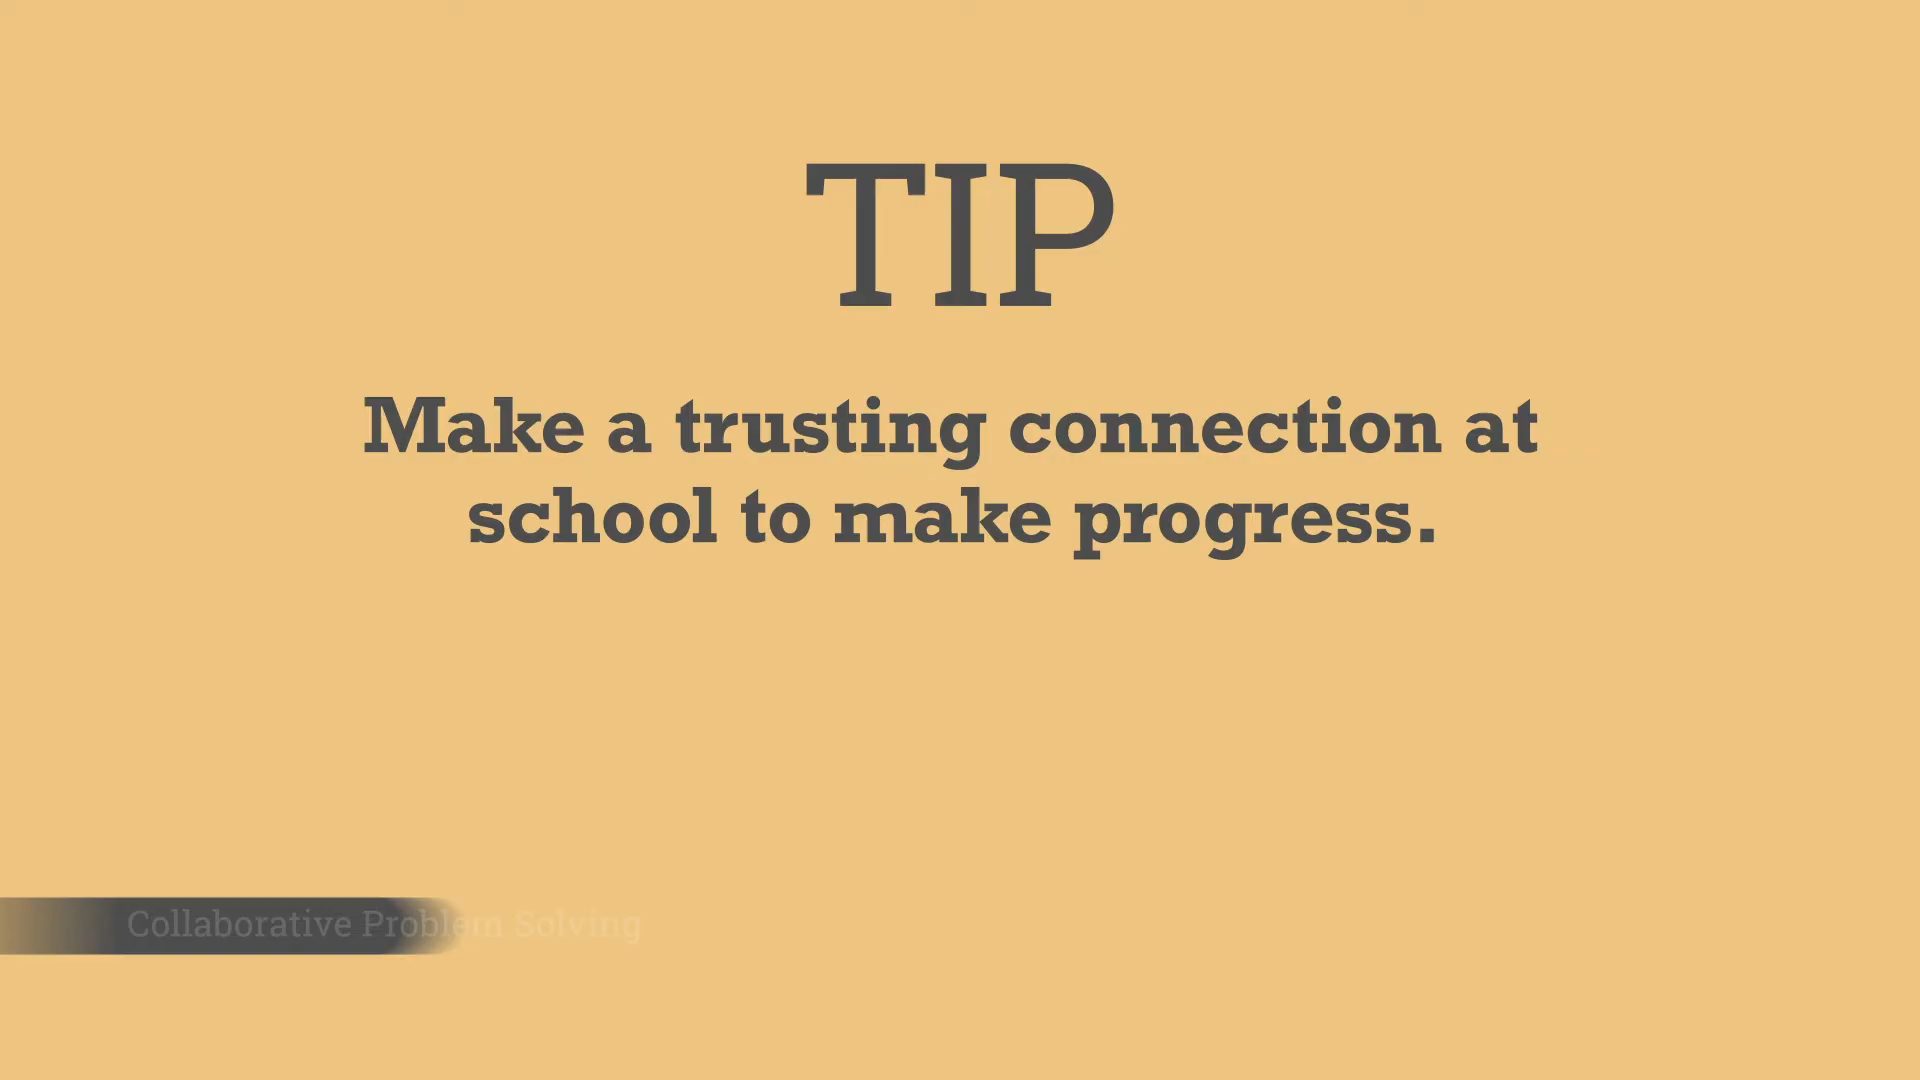 TIP
Make a trusting connection at
school to make progress.
Collaborative Problem Solving